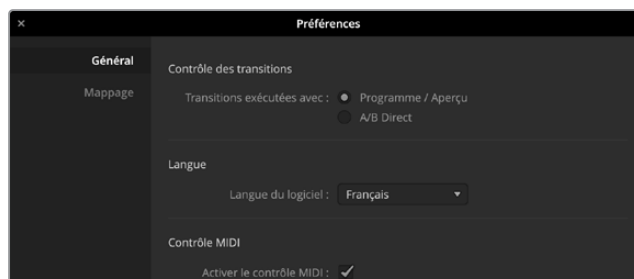 Préférences
Général
Mappage
Contrôle des transitions
Transitions exécutées avec : Programme / Aperçu
A/B Direct
Langue
Langue du logiciel : Français
Contrôle MIDI
Activer le contrôle MIDI :